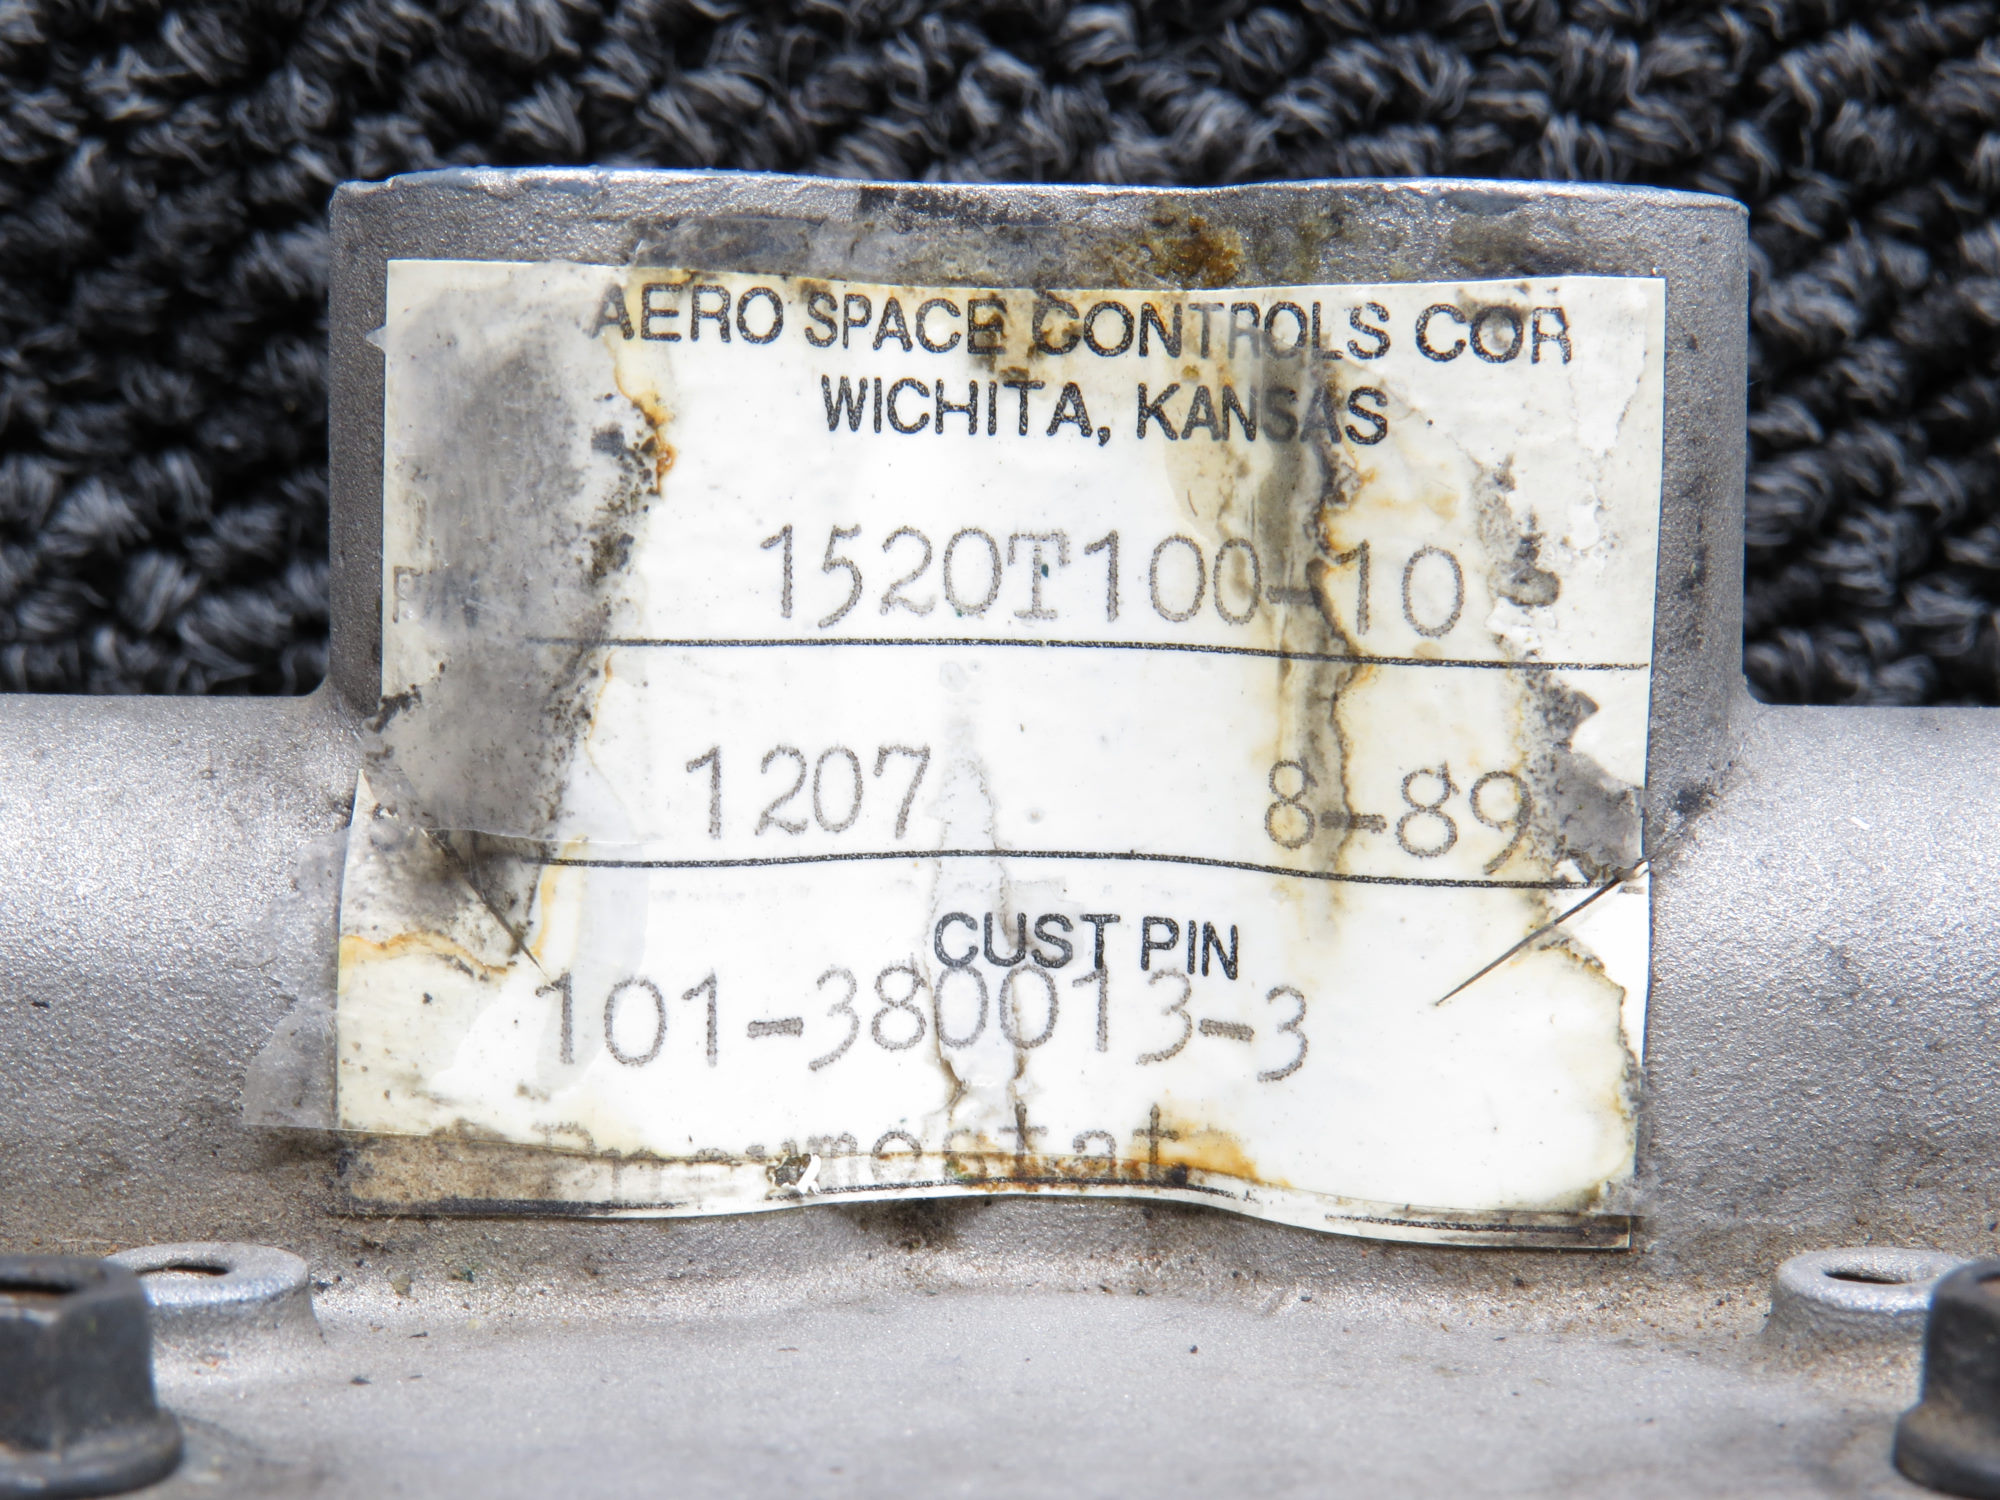 AERO SPACE CONTROLS COR
WICHITA, KANSAS
1520T100-10
1207 8-89
CUST PIN
101-380013-3